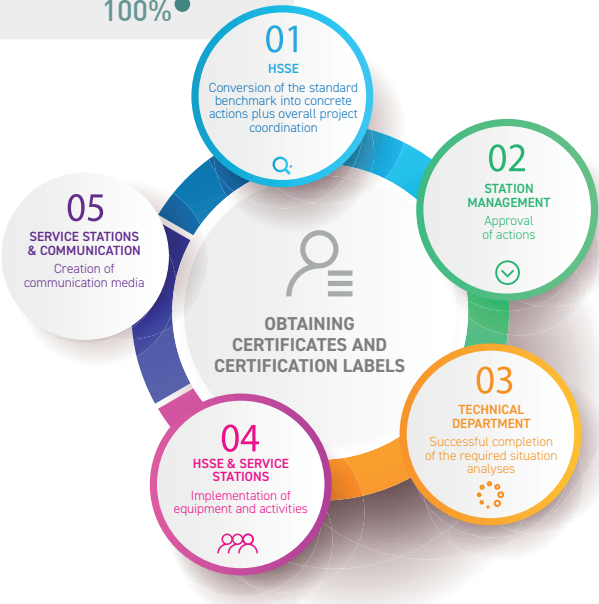 100%
01
HSSE
Conversion of the standard
benchmark into concrete
actions plus overall project
coordination
02
STATION
MANAGEMENT
Approval
of actions
03
TECHNICAL
DEPARTMENT
Successful completion
of the required situation
analyses
04
HSSE & SERVICE
STATIONS
Implementation of
equipment and activities
05
SERVICE STATIONS
& COMMUNICATION
Creation of
communication media
OBTAINING
CERTIFICATES AND
CERTIFICATION LABELS